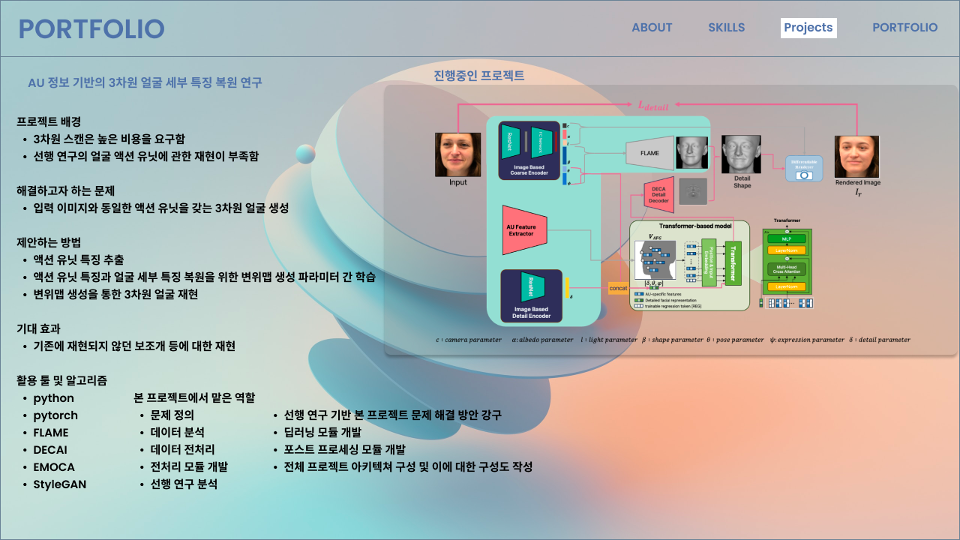 PORTFOLIO
ABOUT
SKILLS
Projects
PORTFOLIO
AU 정보 기반의 3차원 얼굴 세부 특징 복원 연구
프로젝트 배경
• 3차원 스캔은 높은 비용을 요구함
• 선행 연구의 얼굴 액션 유닛에 관한 재현이 부족함
해결하고자 하는 문제
• 입력 이미지와 동일한 액션 유닛을 갖는 3차원 얼굴 생성
제안하는 방법
• 액션 유닛 특징 추출
• 액션 유닛 특징과 얼굴 세부 특징 복원을 위한 변위맵 생성 파라미터 간 학습
• 변위맵 생성을 통한 3차원 얼굴 재현
기대 효과
• 기존에 재현되지 않던 보조개 등에 대한 재현
활용 툴 및 알고리즘
• python
• pytorch
• FLAME
• DECAI
• EMOCA
• StyleGAN
본 프로젝트에서 맡은 역할
• 문제 정의
• 데이터 분석
• 데이터 전처리
• 전처리 모듈 개발
• 선행 연구 분석
• 선행 연구 기반 본 프로젝트 문제 해결 방안 강구
• 딥러닝 모듈 개발
• 포스트 프로세싱 모듈 개발
• 전체 프로젝트 아키텍쳐 구성 및 이에 대한 구성도 작성
진행중인 프로젝트
L detail
Input
ResNet
Image Based
Coarse Encoder
FLAME
Detail
Shape
Rendered Image
I r
DECA
Detail
Decoder
AU Feature
Extractor
ResNet
Image Based
Detail Encoder
concat
Transformer-based model
Transformer
AU-specific features
Detailed facial representation
trainable regression token (REG)
Transformer
MLP
LayerNorm
Multi-Head
Cross Attention
LayerNorm
c : camera parameter
α: albedo parameter
l : light parameter
β : shape parameter
θ : pose parameter
ψ: expression parameter
δ : detail parameter